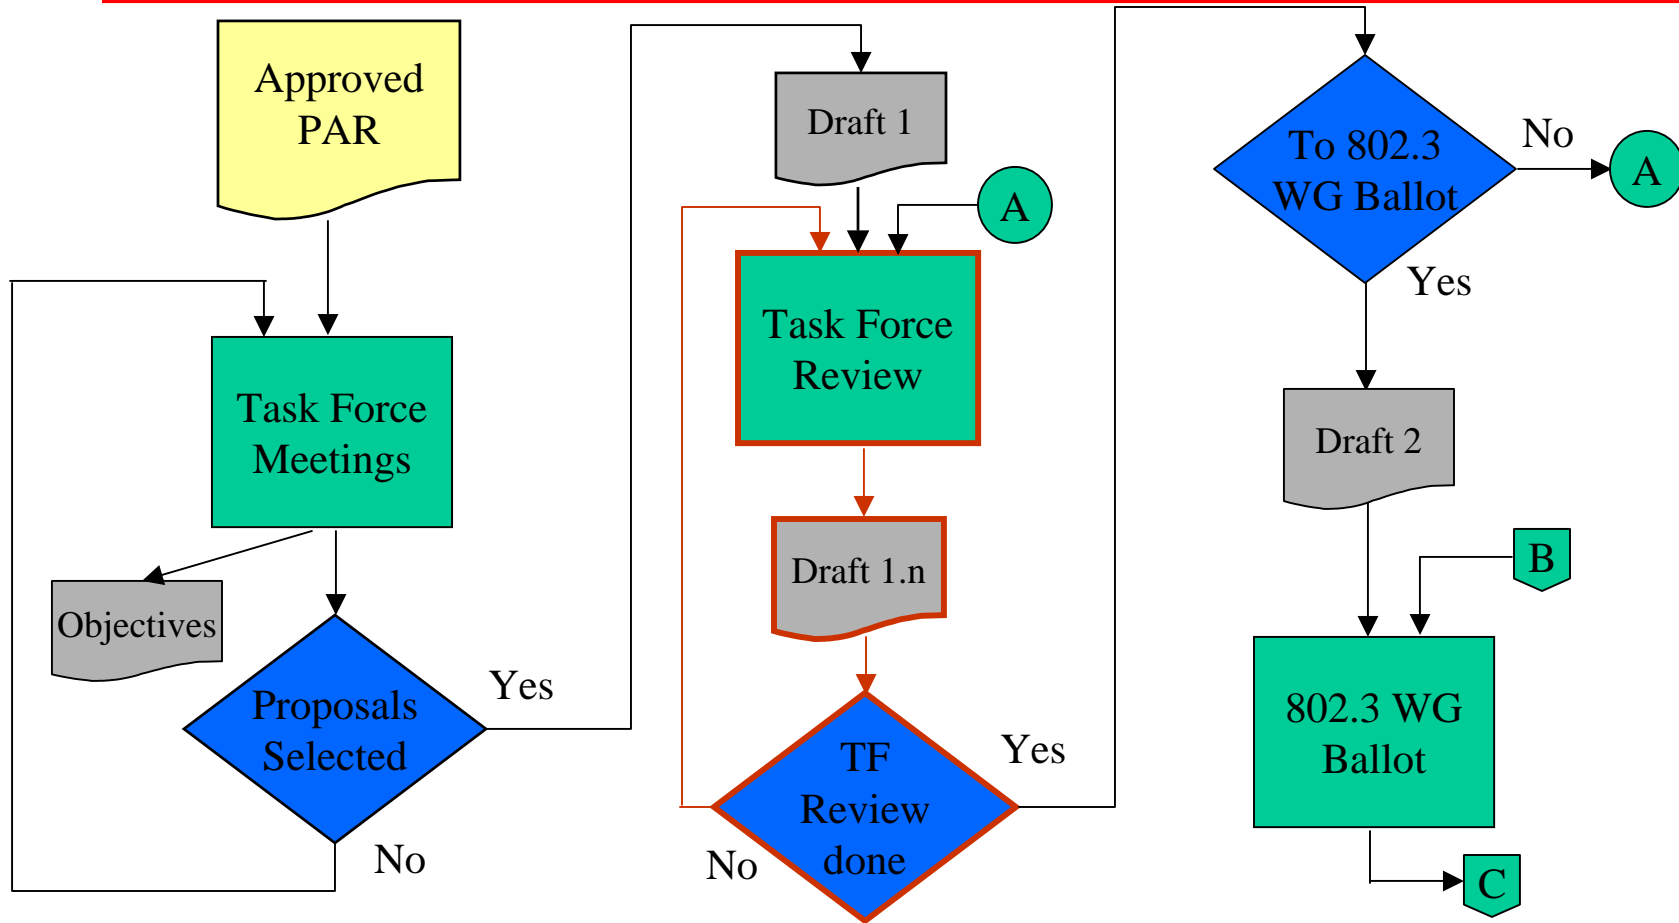 Approved
PAR
Task Force
Meetings
Objectives
Proposals
Selected
Yes
No
Draft 1
A
Task Force
Review
Draft 1.n
TF
Review
done
Yes
No
To 802.3
WG Ballot
No
A
Yes
Draft 2
B
802.3 WG
Ballot
C